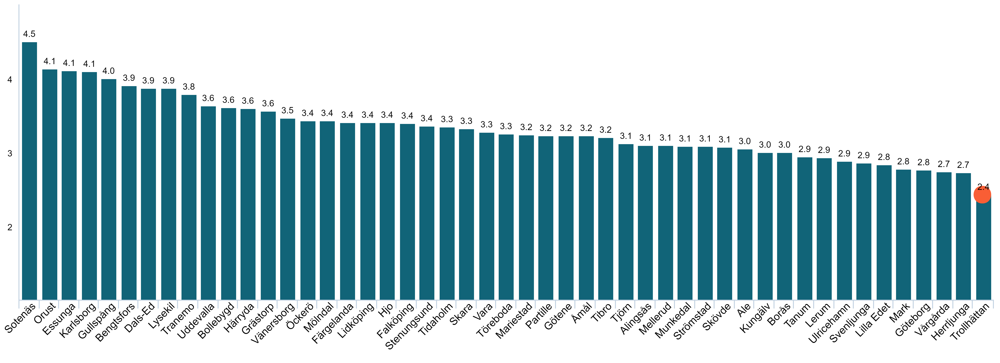 4.5
4.1
4.1
4.1
4.0
3.9
3.9
3.9
3.8
3.6
3.6
3.6
3.6
3.5
3.4
3.4
3.4
3.4
3.4
3.4
3.4
3.3
3.3
3.3
3.3
3.2
3.2
3.2
3.2
3.2
3.1
3.1
3.1
3.1
3.1
3.1
3.0
3.0
3.0
2.9
2.9
2.9
2.9
2.8
2.8
2.8
2.7
2.7
2.4
4
3
2
Sotenäs
Orust
Essunga
Karlsborg
Gullspång
Bengtsfors
Dals-Ed
Lysekil
Tranemo
Uddevalla
Bollebygd
Härryda
Grästorp
Vänersborg
Öckerö
Mölndal
Färgelanda
Lidköping
Hjo
Falköping
Stenungsund
Tidaholm
Skara
Vara
Töreboda
Mariestad
Partille
Götene
Åmål
Tibro
Tjörn
Alingsås
Mellerud
Munkedal
Strömstad
Skövde
Ale
Kungälv
Borås
Tanum
Lerum
Ulricehamn
Svenljunga
Lilla Edet
Mark
Göteborg
Vårgårda
Herrljunga
Trollhättan